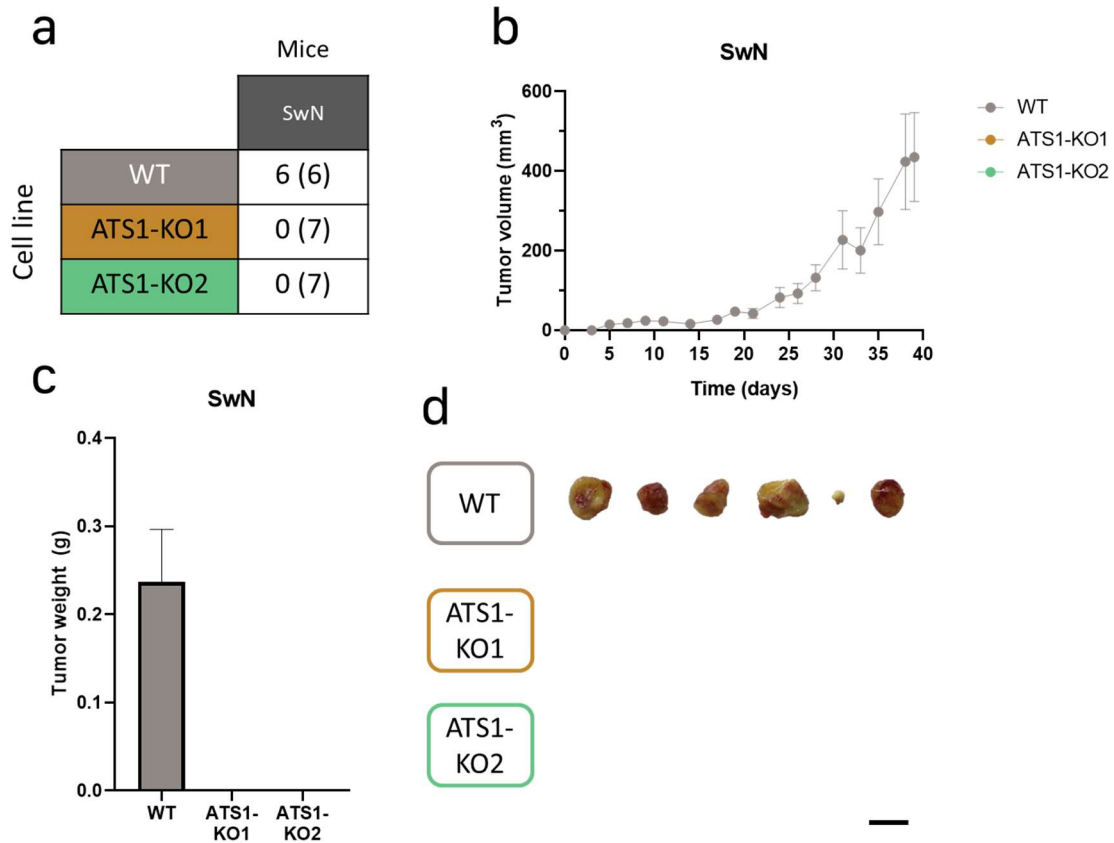 a
Mice
SwN
Cell line
WT 6 (6)
ATS1-KO1 0 (7)
ATS1-KO2 0 (7)
b
SwN
Tumor volume (mm³)
600
400
200
0
0 5 10 15 20 25 30 35 40
Time (days)
WT
ATS1-KO1
ATS1-KO2
c
SwN
Tumor weight (g)
0.4
0.3
0.2
0.1
0.0
WT ATS1- ATS1-
KO1 KO2
d
WT
ATS1-
KO1
ATS1-
KO2